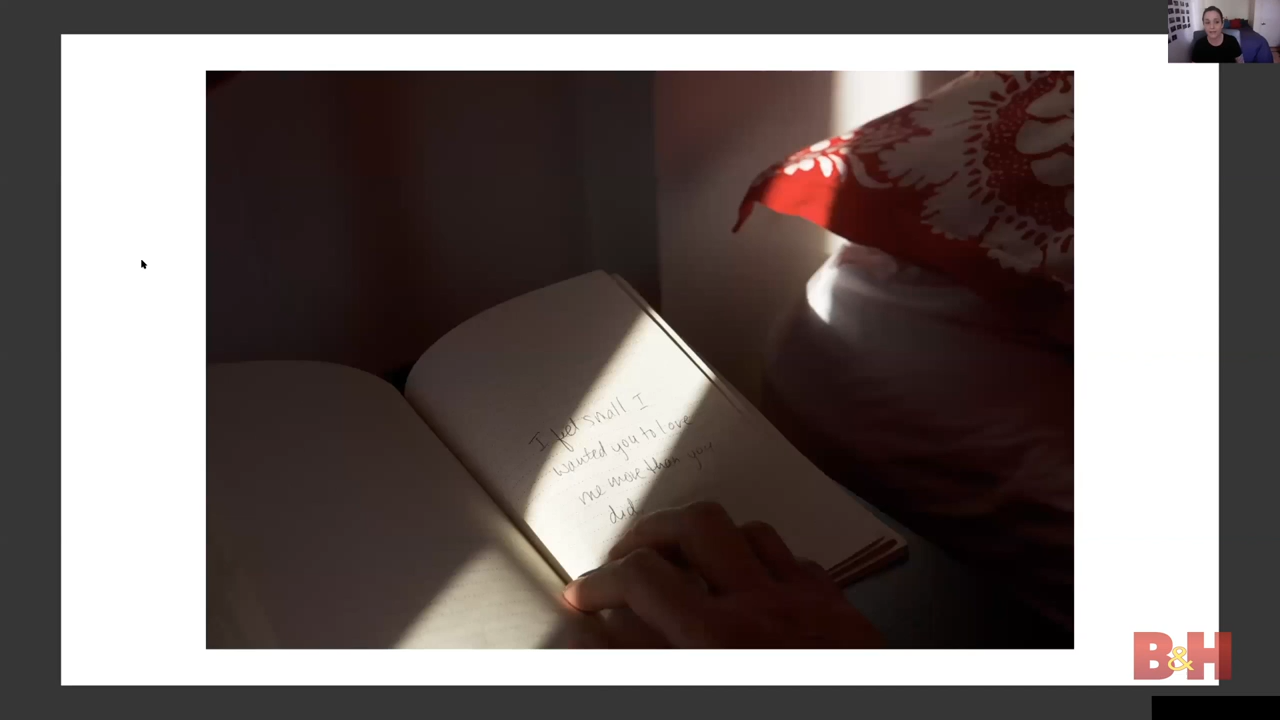 I feel small I
wanted you to love
me more than you
did.
B&H